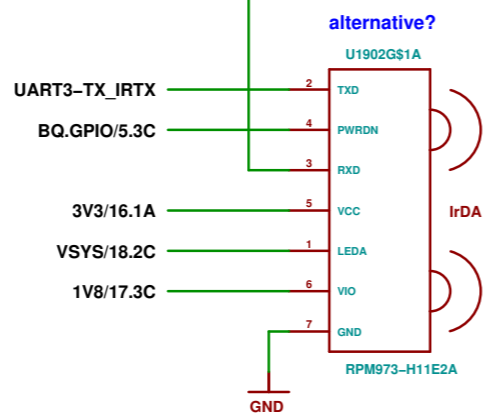 alternative?
U1902G$1A
UART3-TX_IRTX 2 TXD
BQ.GPIO/5.3C 4 PWRDN
3 RXD
3V3/16.1A 5 VCC IrDA
VSYS/18.2C 1 LEDA
1V8/17.3C 6 VIO
7 GND
RPM973-H11E2A
GND